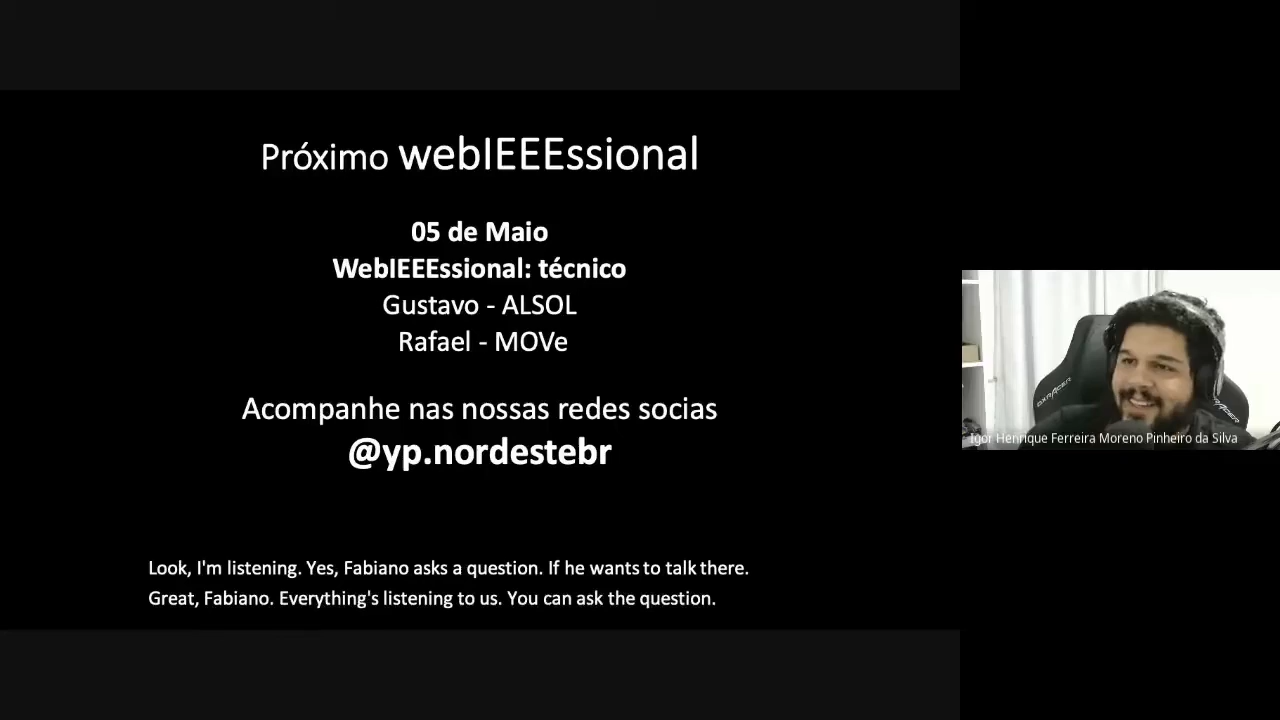 Próximo webIEEEssional
05 de Maio
WebIEEEssional: técnico
Gustavo - ALSOL
Rafael - MOVe
Acompanhe nas nossas redes socias
@yp.nordestebr
Look, I'm listening. Yes, Fabiano asks a question. If he wants to talk there.
Great, Fabiano. Everything's listening to us. You can ask the question.
DXRACER
Igor Henrique Ferreira Moreno Pinheiro da Silva